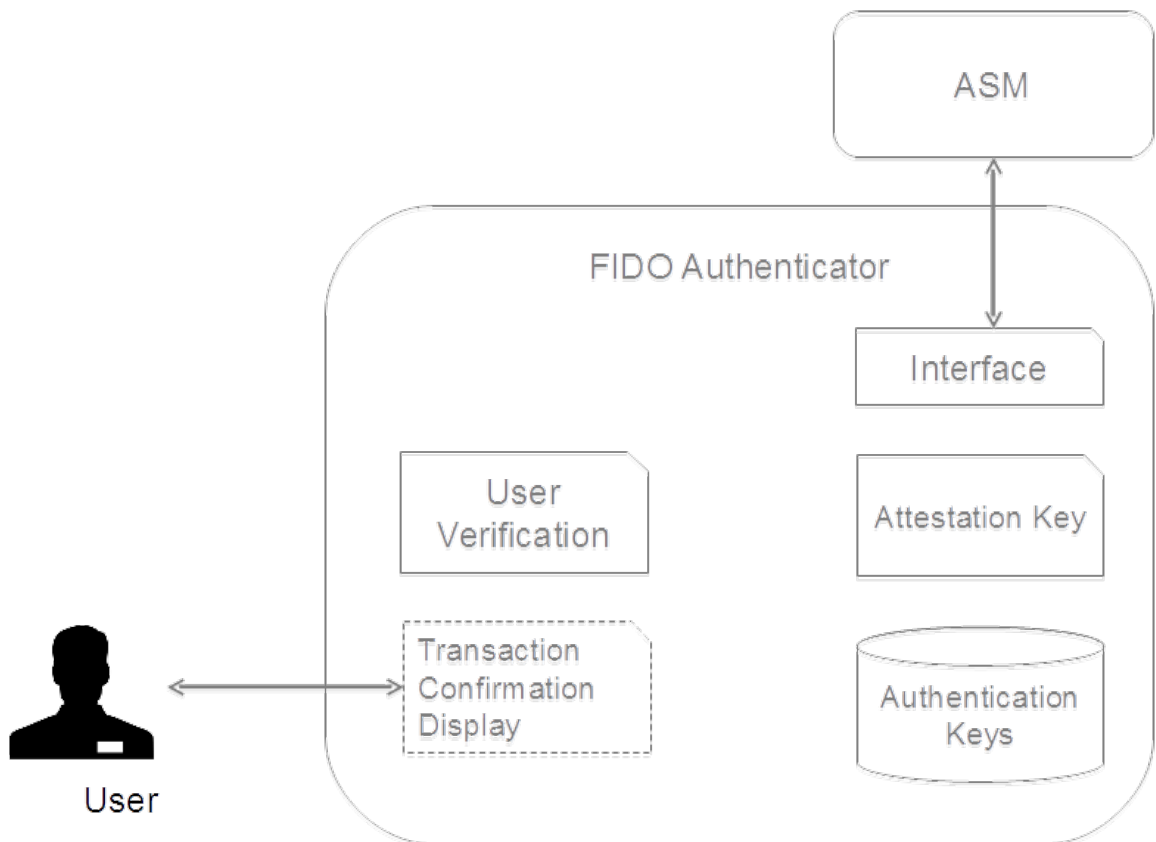 ASM
FIDO Authenticator
Interface
User
Verification
Attestation Key
Transaction
Confirmation
Display
Authentication
Keys
User